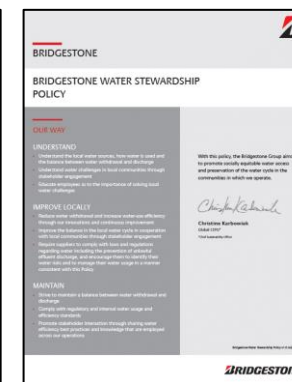 BRIDGESTONE
BRIDGESTONE WATER STEWARDSHIP
POLICY
OUR WAY
UNDERSTAND
- Understand the local water sources, how water is used and
the balance between water withdrawal and discharge
- Understand water challenges in local communities through
stakeholder engagement
- Educate employees as to the importance of solving local
water challenges
IMPROVE LOCALLY
- Reduce water withdrawal and increase water-use efficiency
through our innovations and continuous improvement
- Improve the balance in the local water cycle in cooperation
with local communities through stakeholder engagement
- Require suppliers to comply with laws and regulations
regarding water including the prevention of unlawful
effluent discharge, and encourage them to identify their
water risks and to manage their water usage in a manner
consistent with this Policy
MAINTAIN
- Strive to maintain a balance between water withdrawal and
discharge
- Comply with regulatory and internal water usage and
efficiency standards
- Promote stakeholder interaction through sharing water
efficiency best practices and knowledge that are employed
across our operations
With this policy, the Bridgestone Group aims
to promote socially equitable water access
and preservation of the water cycle in the
communities in which we operate.
Christine Karbowiak
Christine Karbowiak
Global CSO*
BRIDGESTON